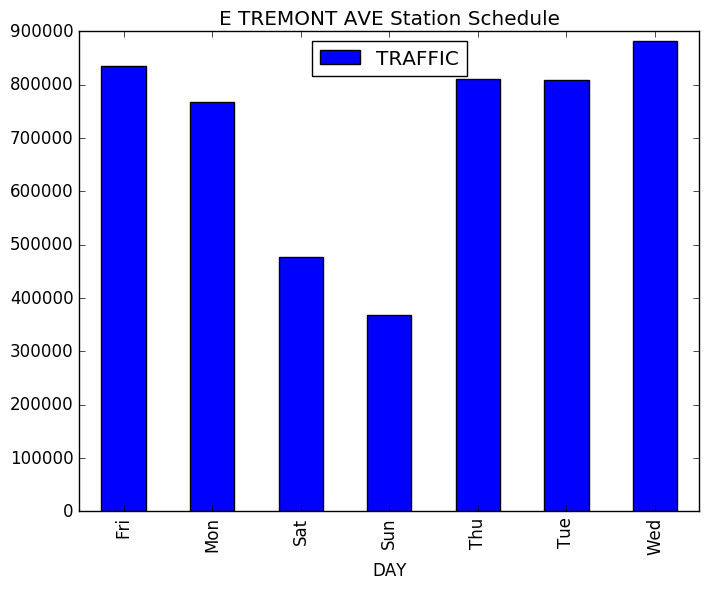 E TREMONT AVE Station Schedule
TRAFFIC
900000
800000
700000
600000
500000
400000
300000
200000
100000
0
Fri
Mon
Sat
Sun
Thu
Tue
Wed
DAY